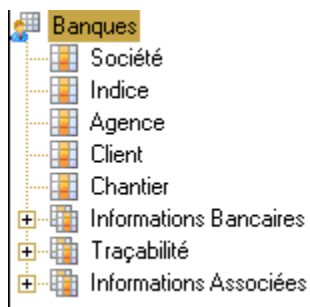 Banques
Société
Indice
Agence
Client
Chantier
Informations Bancaires
Traçabilité
Informations Associées